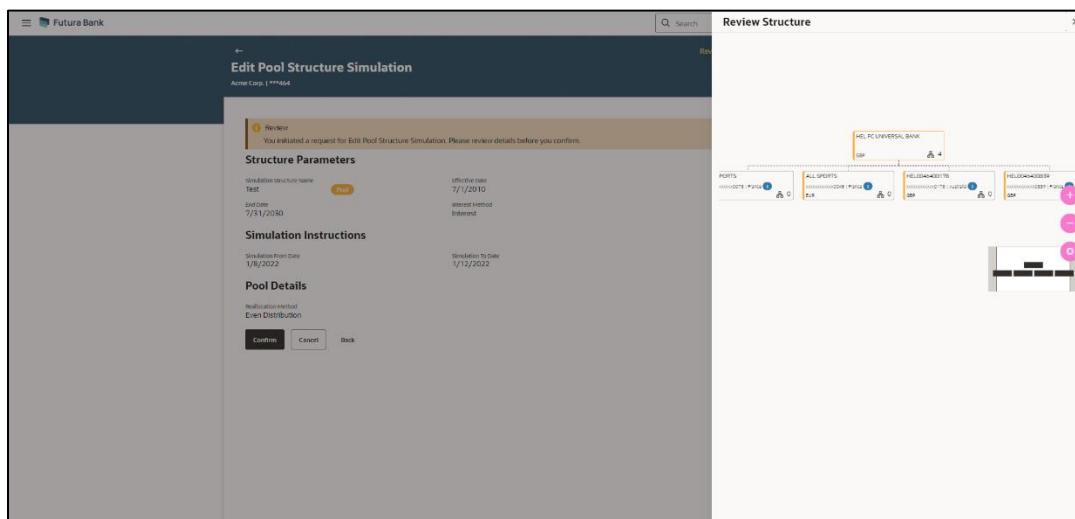 Futura Bank
Search
Edit Pool Structure Simulation
Acme Corp. | ***464
Review
You initiated a request for Edit Pool Structure Simulation. Please review details before you confirm.
Structure Parameters
Simulation Structure Name
Effective Date
Test
Pool
7/1/2010
End Date
Interest Method
7/31/2030
Interest
Simulation Instructions
Simulation From Date
Simulation To Date
1/8/2022
1/12/2022
Pool Details
Reallocation Method
Even Distribution
Confirm
Cancel
Back
Review Structure
HEL FC UNIVERSAL BANK
GBP
4
PORTS
ALL SPORTS
EUR
GBP
GBP